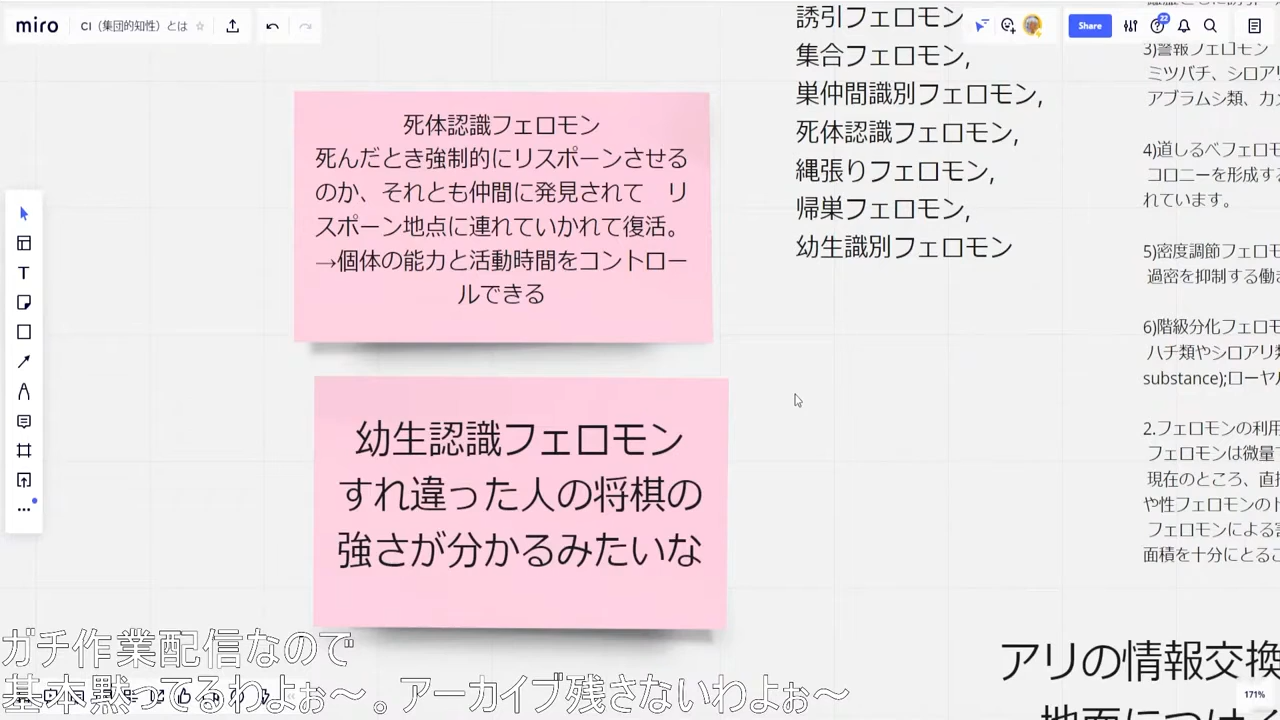 miro
CI（集団的知性）とは
Share
22
死体認識フェロモン
死んだとき強制的にリスポーンさせる
のか、それとも仲間に発見されて　リ
スポーン地点に連れていかれて復活。
→個体の能力と活動時間をコントロー
ルできる
幼生認識フェロモン
すれ違った人の将棋の
強さが分かるみたいな
誘引フェロモン
集合フェロモン,
巣仲間識別フェロモン,
死体認識フェロモン,
縄張りフェロモン,
帰巣フェロモン,
幼生識別フェロモン
3)警報フェロモン
ミツバチ、シロアリ
アブラムシ類、カ
4)道しるべフェロモ
コロニーを形成す
れています。
5)密度調節フェロモ
過密を抑制する働
6)階級分化フェロモ
ハチ類やシロアリ類
substance);ローヤル
2.フェロモンの利用
フェロモンは微量
現在のところ、直接
や性フェロモンのト
フェロモンによる
面積を十分にとるこ
アリの情報交換
地面につけ
171%
ガチ作業配信なので
基本黙ってるわよぉ〜。アーカイブ残さないわよぉ〜